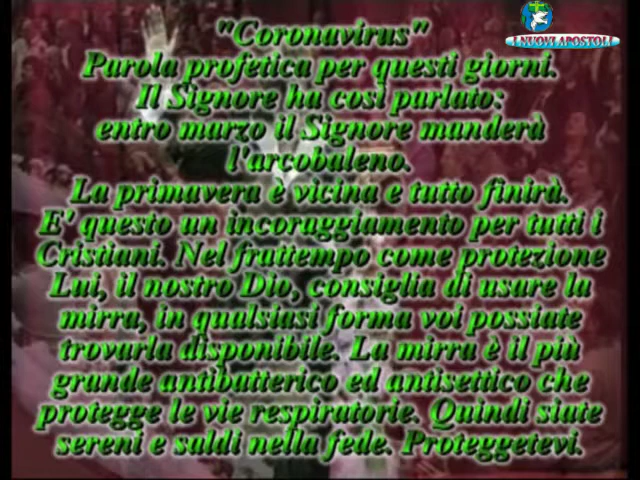 I NUOVI APOSTOLI
"Coronavirus"
Parola profetica per questi giorni.
Il Signore ha così parlato:
entro marzo il Signore manderà
l'arcobaleno.
La primavera è vicina e tutto finirà.
E' questo un incoraggiamento per tutti i
Cristiani. Nel frattempo come protezione
Lui, il nostro Dio, consiglia di usare la
mirra, in qualsiasi forma voi possiate
trovarla disponibile. La mirra è il più
grande antibatterico ed antisettico che
protegge le vie respiratorie. Quindi siate
sereni e saldi nella fede. Proteggetevi.